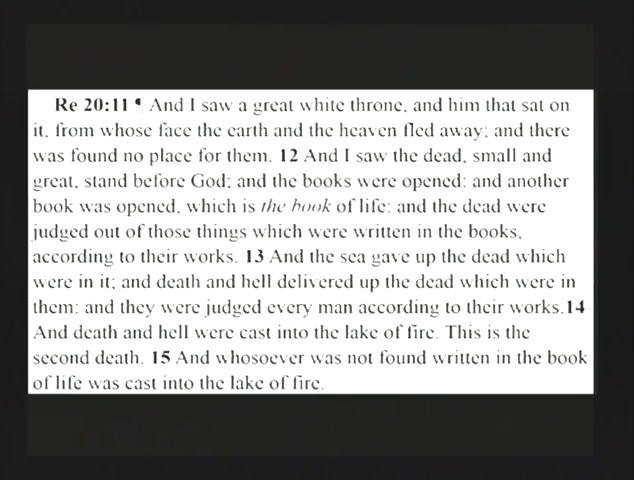 Re 20:11 ¶ And I saw a great white throne, and him that sat on
it, from whose face the earth and the heaven fled away; and there
was found no place for them. 12 And I saw the dead, small and
great, stand before God; and the books were opened: and another
book was opened, which is the book of life: and the dead were
judged out of those things which were written in the books,
according to their works. 13 And the sea gave up the dead which
were in it; and death and hell delivered up the dead which were in
them: and they were judged every man according to their works.14
And death and hell were cast into the lake of fire. This is the
second death. 15 And whosoever was not found written in the book
of life was cast into the lake of fire.